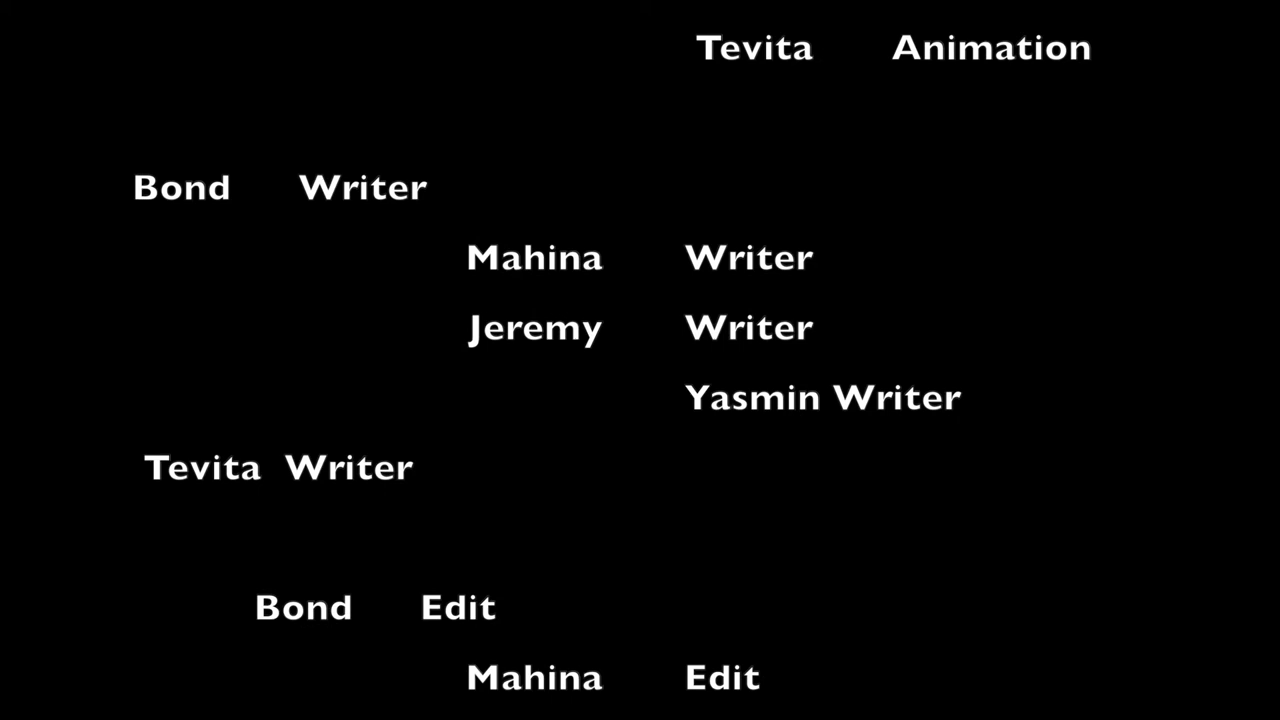 Tevita Animation
Bond Writer
Mahina Writer
Jeremy Writer
Yasmin Writer
Tevita Writer
Bond Edit
Mahina Edit